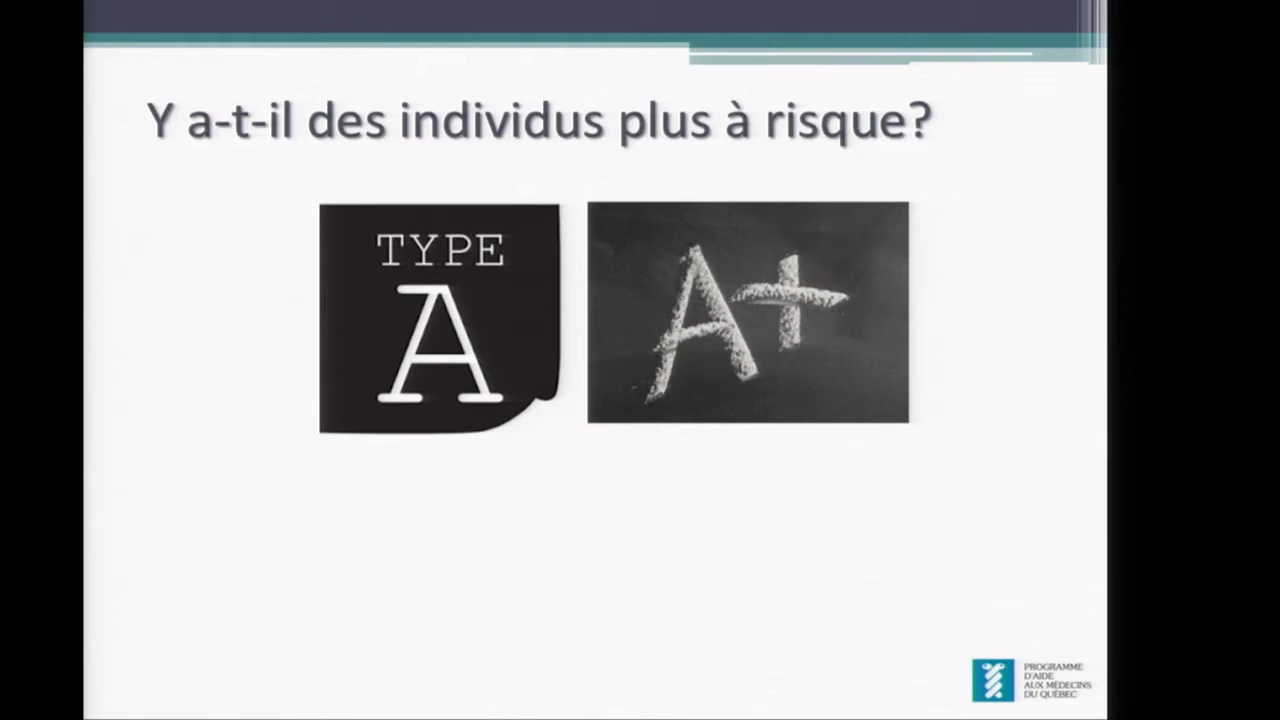 Y a-t-il des individus plus à risque?
TYPE
A
A+
PROGRAMME
D'AIDE
AUX MÉDECINS
DU QUÉBEC